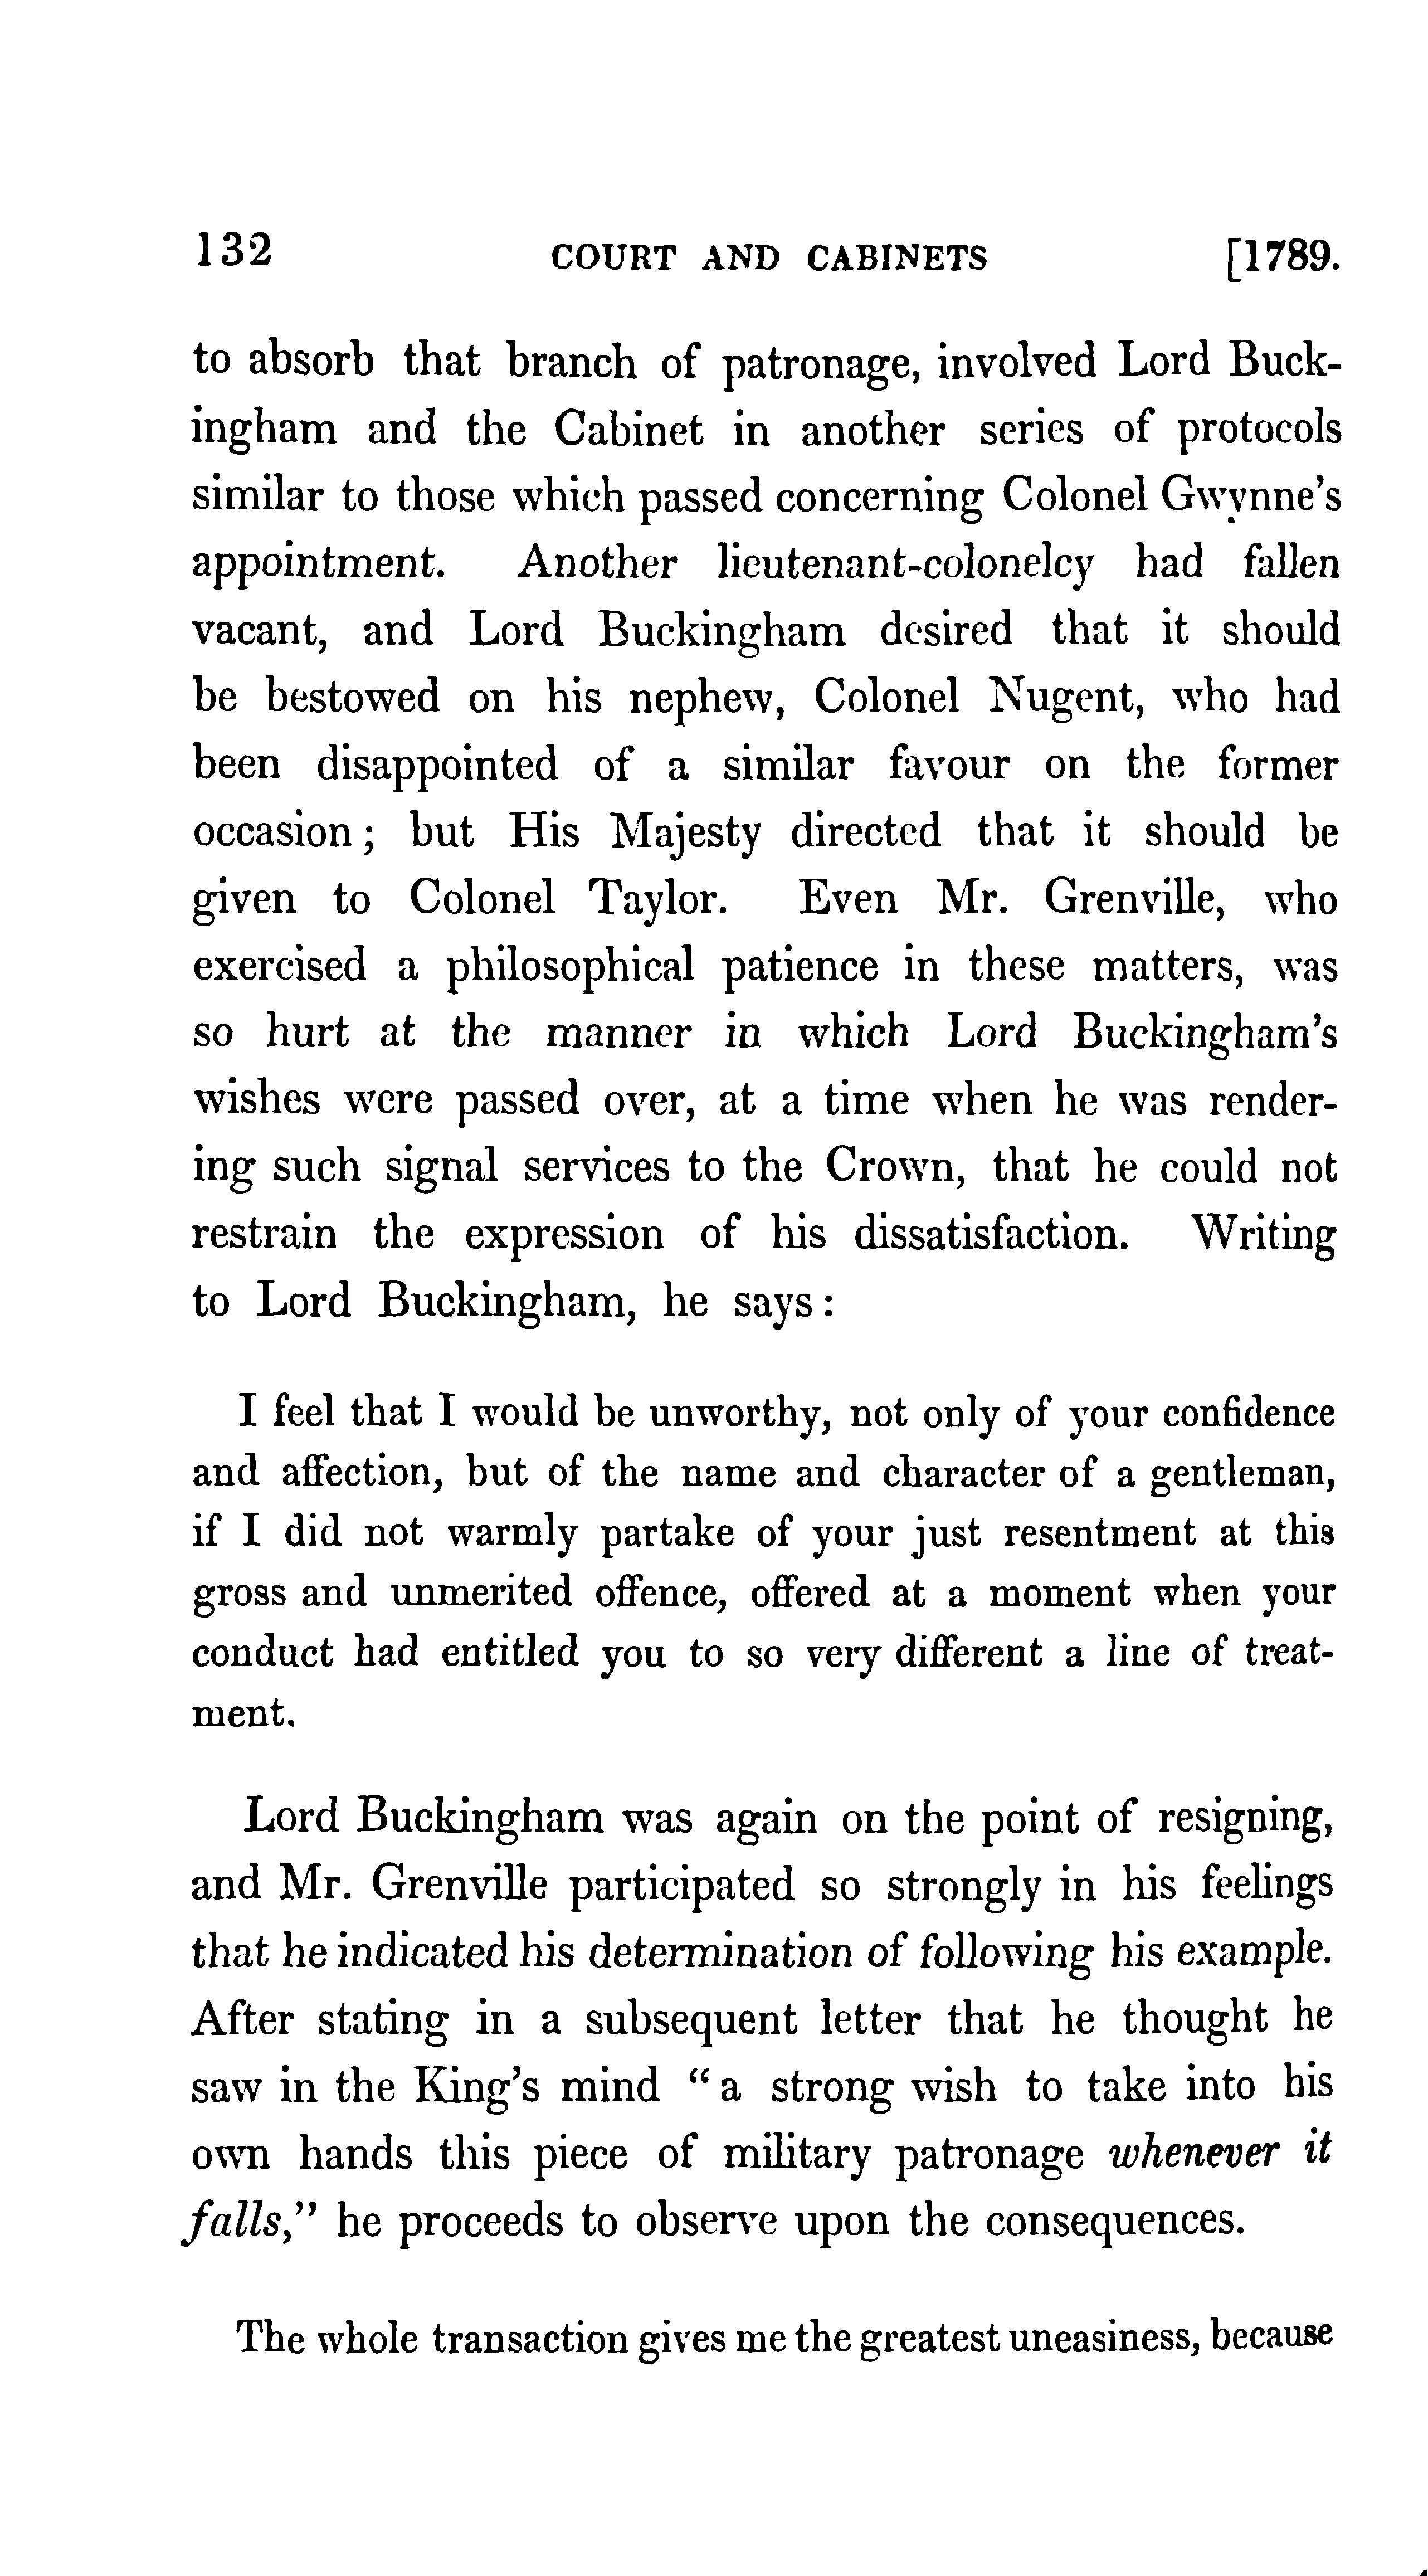 132 COURT AND CABINETS [1789.
to absorb that branch of patronage, involved Lord Buck-
ingham and the Cabinet in another series of protocols
similar to those which passed concerning Colonel Gwynne's
appointment. Another lieutenant-colonelcy had fallen
vacant, and Lord Buckingham desired that it should
be bestowed on his nephew, Colonel Nugent, who had
been disappointed of a similar favour on the former
occasion; but His Majesty directed that it should be
given to Colonel Taylor. Even Mr. Grenville, who
exercised a philosophical patience in these matters, was
so hurt at the manner in which Lord Buckingham's
wishes were passed over, at a time when he was render-
ing such signal services to the Crown, that he could not
restrain the expression of his dissatisfaction. Writing
to Lord Buckingham, he says:
I feel that I would be unworthy, not only of your confidence
and affection, but of the name and character of a gentleman,
if I did not warmly partake of your just resentment at this
gross and unmerited offence, offered at a moment when your
conduct had entitled you to so very different a line of treat-
ment.
Lord Buckingham was again on the point of resigning,
and Mr. Grenville participated so strongly in his feelings
that he indicated his determination of following his example.
After stating in a subsequent letter that he thought he
saw in the King's mind "a strong wish to take into his
own hands this piece of military patronage whenever it
falls," he proceeds to observe upon the consequences.
The whole transaction gives me the greatest uneasiness, because